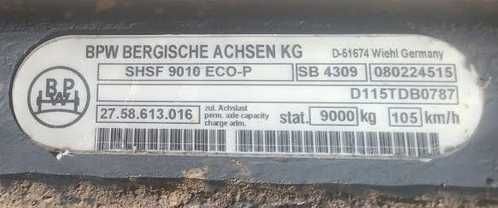 BPW BERGISCHE ACHSEN KG D-51674 Wiehl Germany
BPW
SHSF 9010 ECO-P SB 4309 080224515
D115TDB0787
27.58.613.016 zul. Achslast
perm. axle capacity
charge adm. stat. 9000 kg 105 km/h